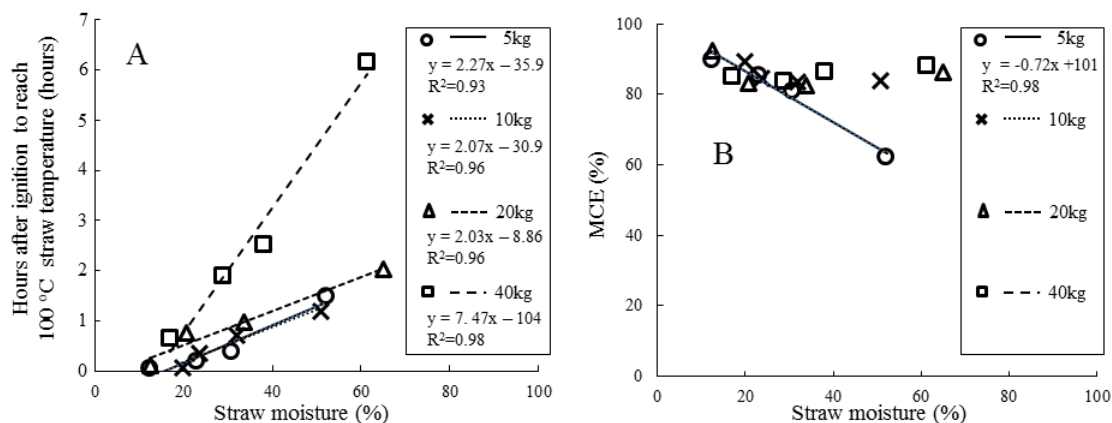 A
Hours after ignition to reach
100 °C straw temperature (hours)
7
6
5
4
3
2
1
0
0 20 40 60 80 100
Straw moisture (%)
5kg
y = 2.27x − 35.9
R²=0.93
10kg
y = 2.07x − 30.9
R²=0.96
20kg
y = 2.03x − 8.86
R²=0.96
40kg
y = 7. 47x − 104
R²=0.98
B
MCE (%)
100
80
60
40
20
0
0 20 40 60 80 100
Straw moisture (%)
5kg
y = -0.72x +101
R²=0.98
10kg
20kg
40kg